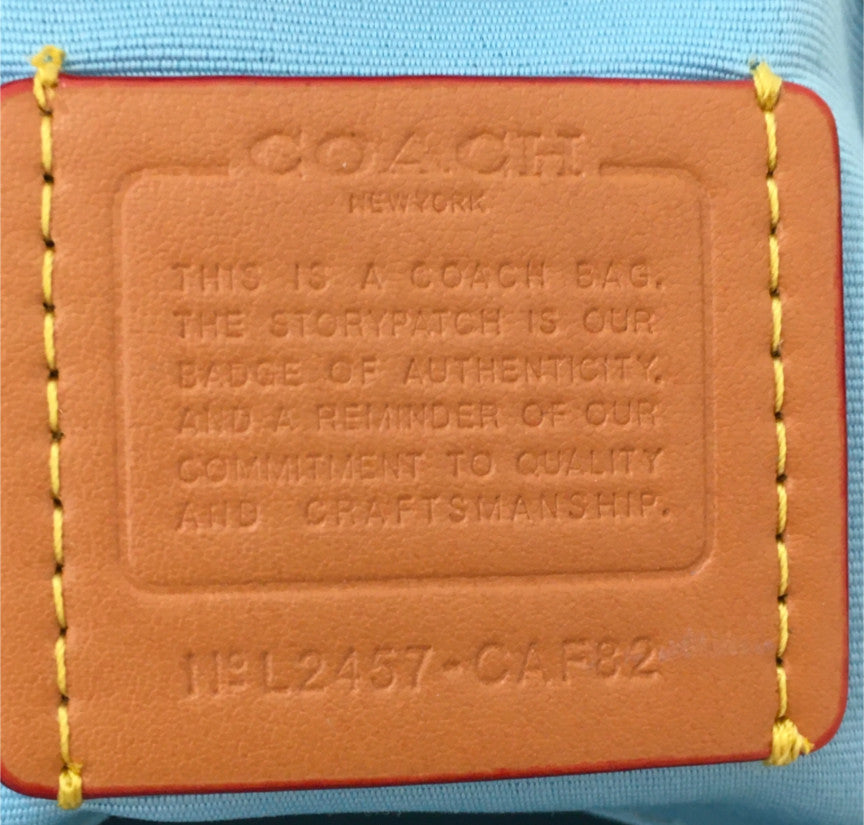 COACH
NEW YORK
THIS IS A COACH BAG.
THE STORYPATCH IS OUR
BADGE OF AUTHENTICITY,
AND A REMINDER OF OUR
COMMITMENT TO QUALITY
AND CRAFTSMANSHIP.
Nº L2457-CAF82